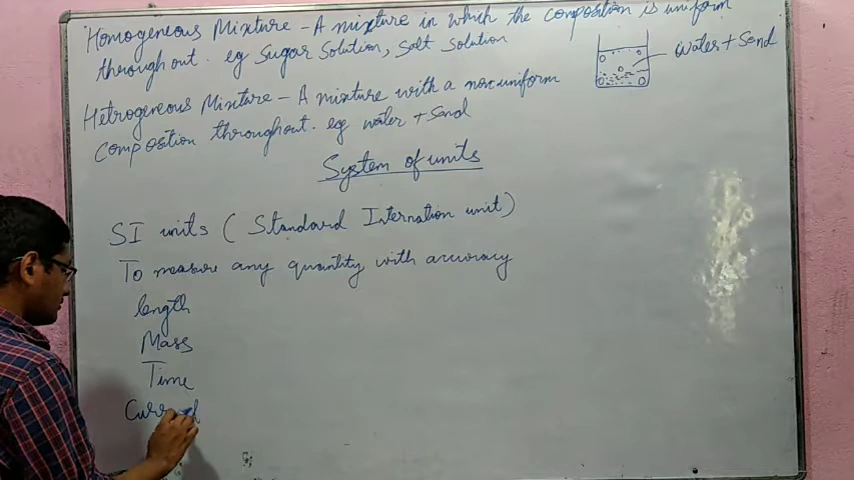 Homogeneous Mixture - A mixture in which the composition is uniform
throughout. eg Sugar Solution, Salt Solution
Water + Sand
Hetrogeneous Mixture - A mixture with a non uniform
composition throughout. eg water + Sand
System of units
SI units ( Standard Internation unit)
To measure any quantity with accuracy
length
Mass
Time